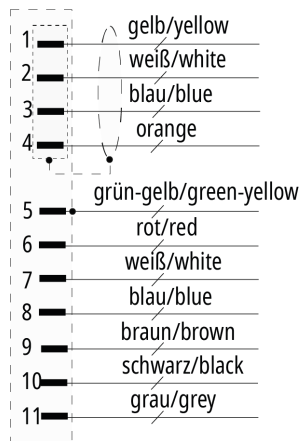 1 gelb/yellow
2 weiß/white
3 blau/blue
4 orange
5 grün-gelb/green-yellow
6 rot/red
7 weiß/white
8 blau/blue
9 braun/brown
10 schwarz/black
11 grau/grey